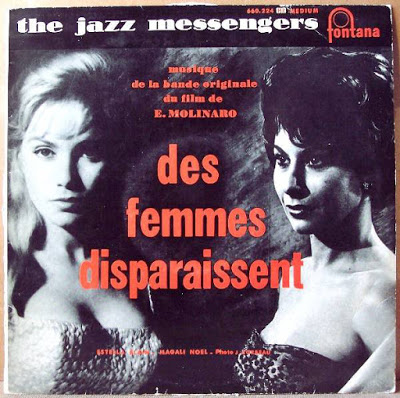 660.224 MEDIUM
the jazz messengers
fontana
musique
de la bande originale
du film de
E. MOLINARO
des
femmes
disparaissent
MAGALI NOEL - Photo J.